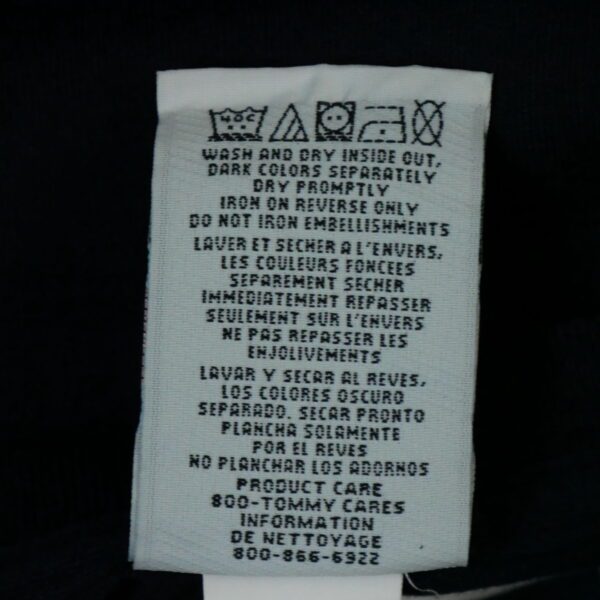 40C
WASH AND DRY INSIDE OUT,
DARK COLORS SEPARATELY
DRY PROMPTLY
IRON ON REVERSE ONLY
DO NOT IRON EMBELLISHMENTS
LAVER ET SECHER A L'ENVERS,
LES COULEURS FONCEES
SEPAREMENT SECHER
IMMEDIATEMENT REPASSER
SEULEMENT SUR L'ENVERS
NE PAS REPASSER LES
ENJOLIVEMENTS
LAVAR Y SECAR AL REVES,
LOS COLORES OSCURO
SEPARADO. SECAR PRONTO
PLANCHA SOLAMENTE
POR EL REVES
NO PLANCHAR LOS ADORNOS
PRODUCT CARE
800-TOMMY CARES
INFORMATION
DE NETTOYAGE
800-866-6922